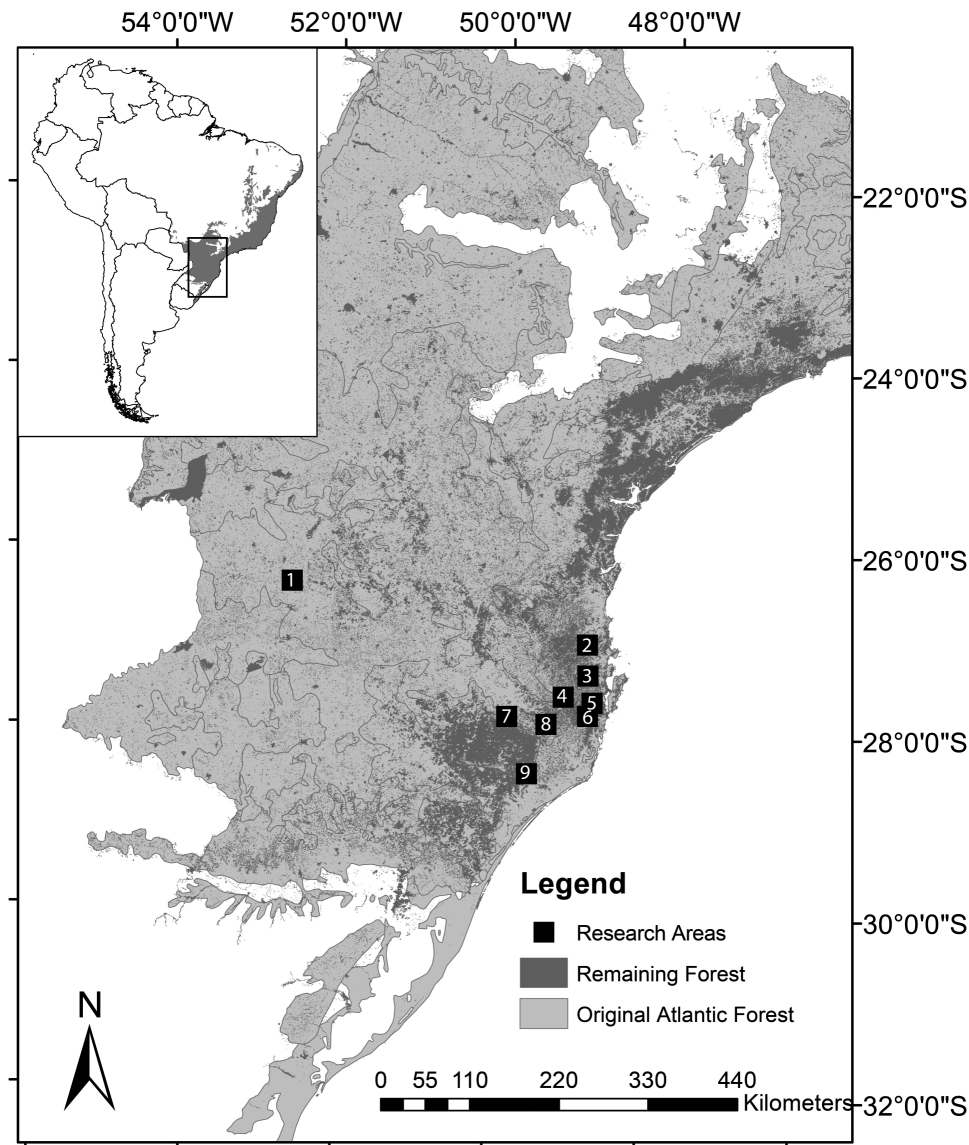 54°0'0"W 52°0'0"W 50°0'0"W 48°0'0"W
22°0'0"S
24°0'0"S
26°0'0"S
1
2
3
4
5
6
7
8
9
28°0'0"S
Legend
30°0'0"S
Research Areas
Remaining Forest
Original Atlantic Forest
N
0 55 110 220 330 440
Kilometers
32°0'0"S